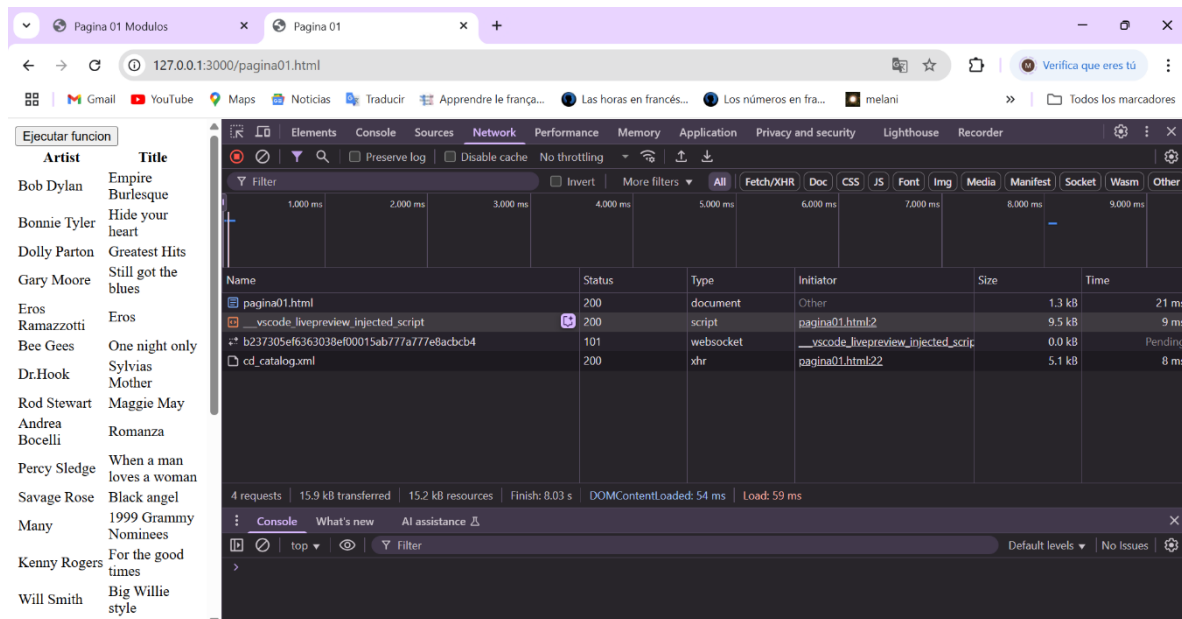 Pagina 01 Modulos
Pagina 01
127.0.0.1:3000/pagina01.html
Verifica que eres tú
Gmail YouTube Maps Noticias Traducir Apprendre le frança... Las horas en francés... Los números en fra... melani » Todos los marcadores
Ejecutar funcion
Artist Title
Bob Dylan Empire Burlesque
Bonnie Tyler Hide your heart
Dolly Parton Greatest Hits
Gary Moore Still got the blues
Eros Ramazzotti Eros
Bee Gees One night only
Dr.Hook Sylvias Mother
Rod Stewart Maggie May
Andrea Bocelli Romanza
Percy Sledge When a man loves a woman
Savage Rose Black angel
Many 1999 Grammy Nominees
Kenny Rogers For the good times
Will Smith Big Willie style
Elements Console Sources Network Performance Memory Application Privacy and security Lighthouse Recorder
Preserve log Disable cache No throttling
Filter Invert More filters All Fetch/XHR Doc CSS JS Font Img Media Manifest Socket Wasm Other
1.000 ms 2.000 ms 3.000 ms 4.000 ms 5.000 ms 6.000 ms 7.000 ms 8.000 ms 9.000 ms
Name Status Type Initiator Size Time
pagina01.html 200 document Other 1.3 kB 21 ms
__vscode_livepreview_injected_script 200 script pagina01.html:2 9.5 kB 9 ms
b237305ef6363038ef00015ab777a777e8acbcb4 101 websocket __vscode_livepreview_injected_scrip 0.0 kB Pending
cd_catalog.xml 200 xhr pagina01.html:22 5.1 kB 8 ms
4 requests 15.9 kB transferred 15.2 kB resources Finish: 8.03 s DOMContentLoaded: 54 ms Load: 59 ms
Console What's new AI assistance
top Filter Default levels No Issues